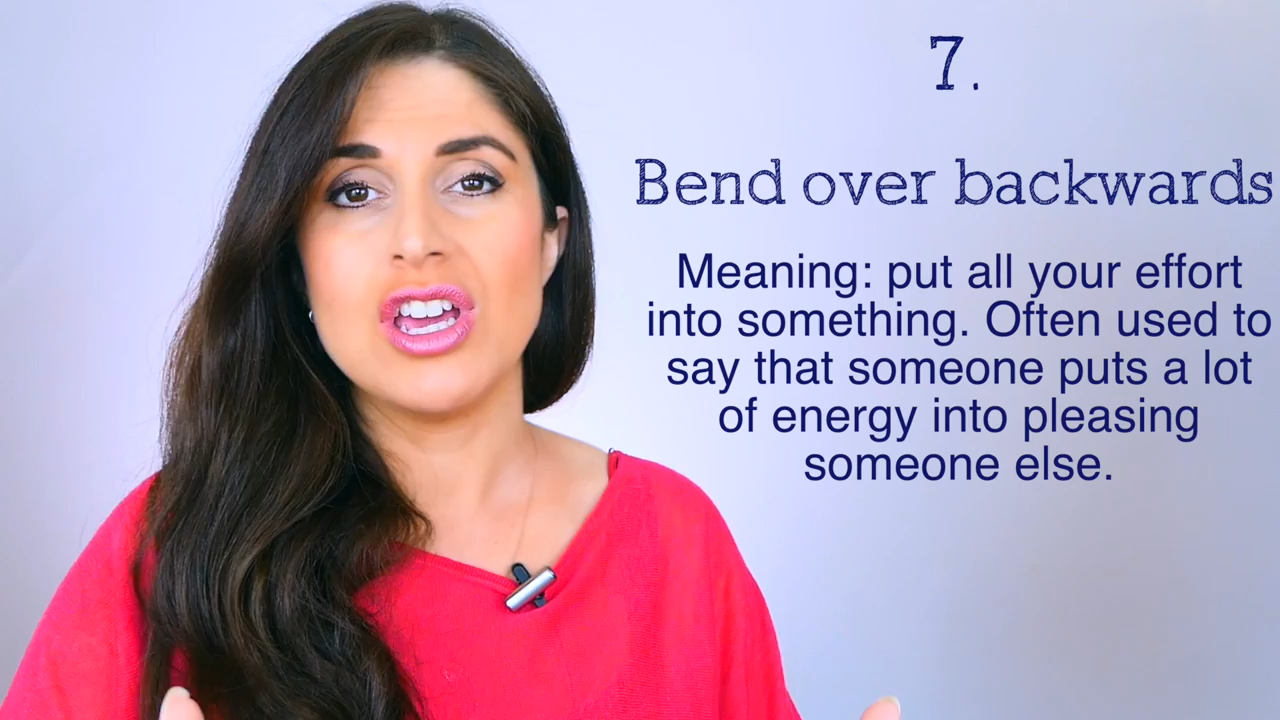 7.
Bend over backwards
Meaning: put all your effort
into something. Often used to
say that someone puts a lot
of energy into pleasing
someone else.